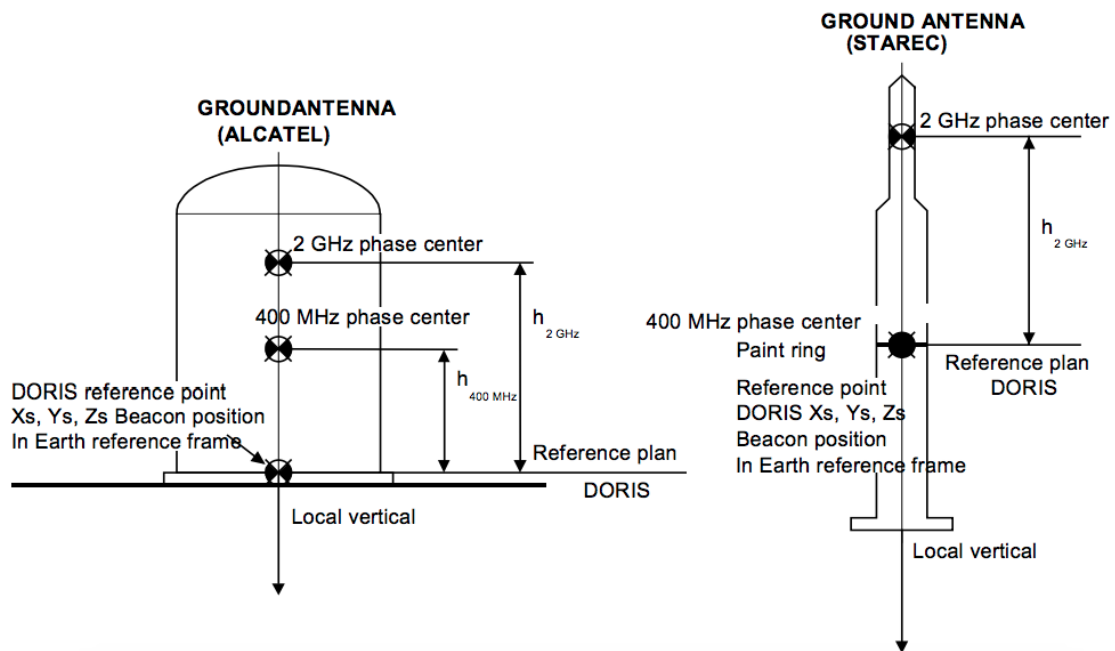 GROUNDANTENNA
(ALCATEL)
2 GHz phase center
400 MHz phase center
h
2 GHz
h
400 MHz
DORIS reference point
Xs, Ys, Zs Beacon position
In Earth reference frame
Reference plan
DORIS
Local vertical
GROUND ANTENNA
(STAREC)
2 GHz phase center
h
2 GHz
400 MHz phase center
Paint ring
Reference plan
DORIS
Reference point
DORIS Xs, Ys, Zs
Beacon position
In Earth reference frame
Local vertical